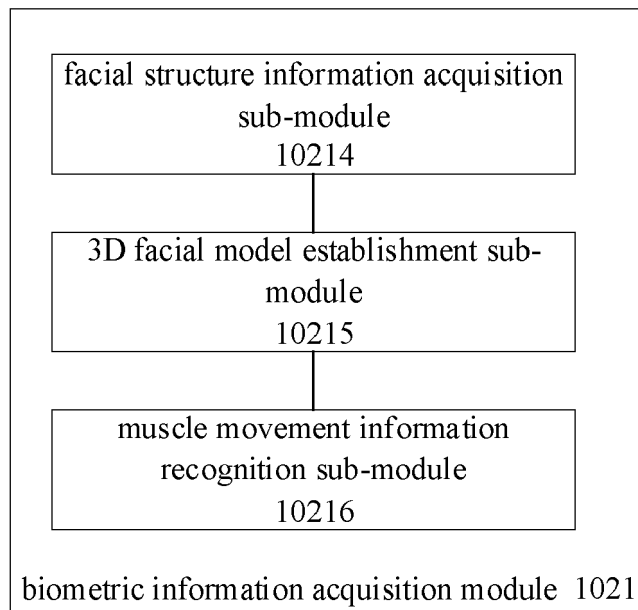 facial structure information acquisition
sub-module
10214
3D facial model establishment sub-
module
10215
muscle movement information
recognition sub-module
10216
biometric information acquisition module 1021